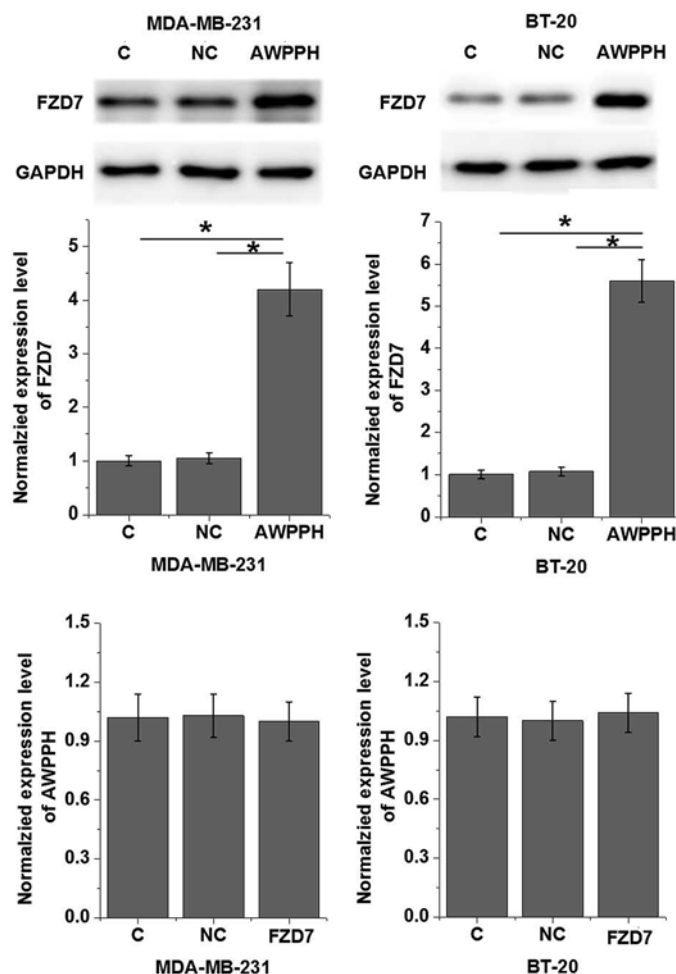 MDA-MB-231
C NC AWPPH
FZD7
GAPDH
Normalzied expression level
of FZD7
5
4
3
2
1
0
*
*
C NC AWPPH
MDA-MB-231
BT-20
C NC AWPPH
FZD7
GAPDH
Normalzied expression level
of FZD7
7
6
5
4
3
2
1
0
*
*
C NC AWPPH
BT-20
Normalzied expression level
of AWPPH
1.5
1.2
0.9
0.6
0.3
0.0
C NC FZD7
MDA-MB-231
Normalzied expression level
of AWPPH
1.5
1.2
0.9
0.6
0.3
0.0
C NC FZD7
BT-20